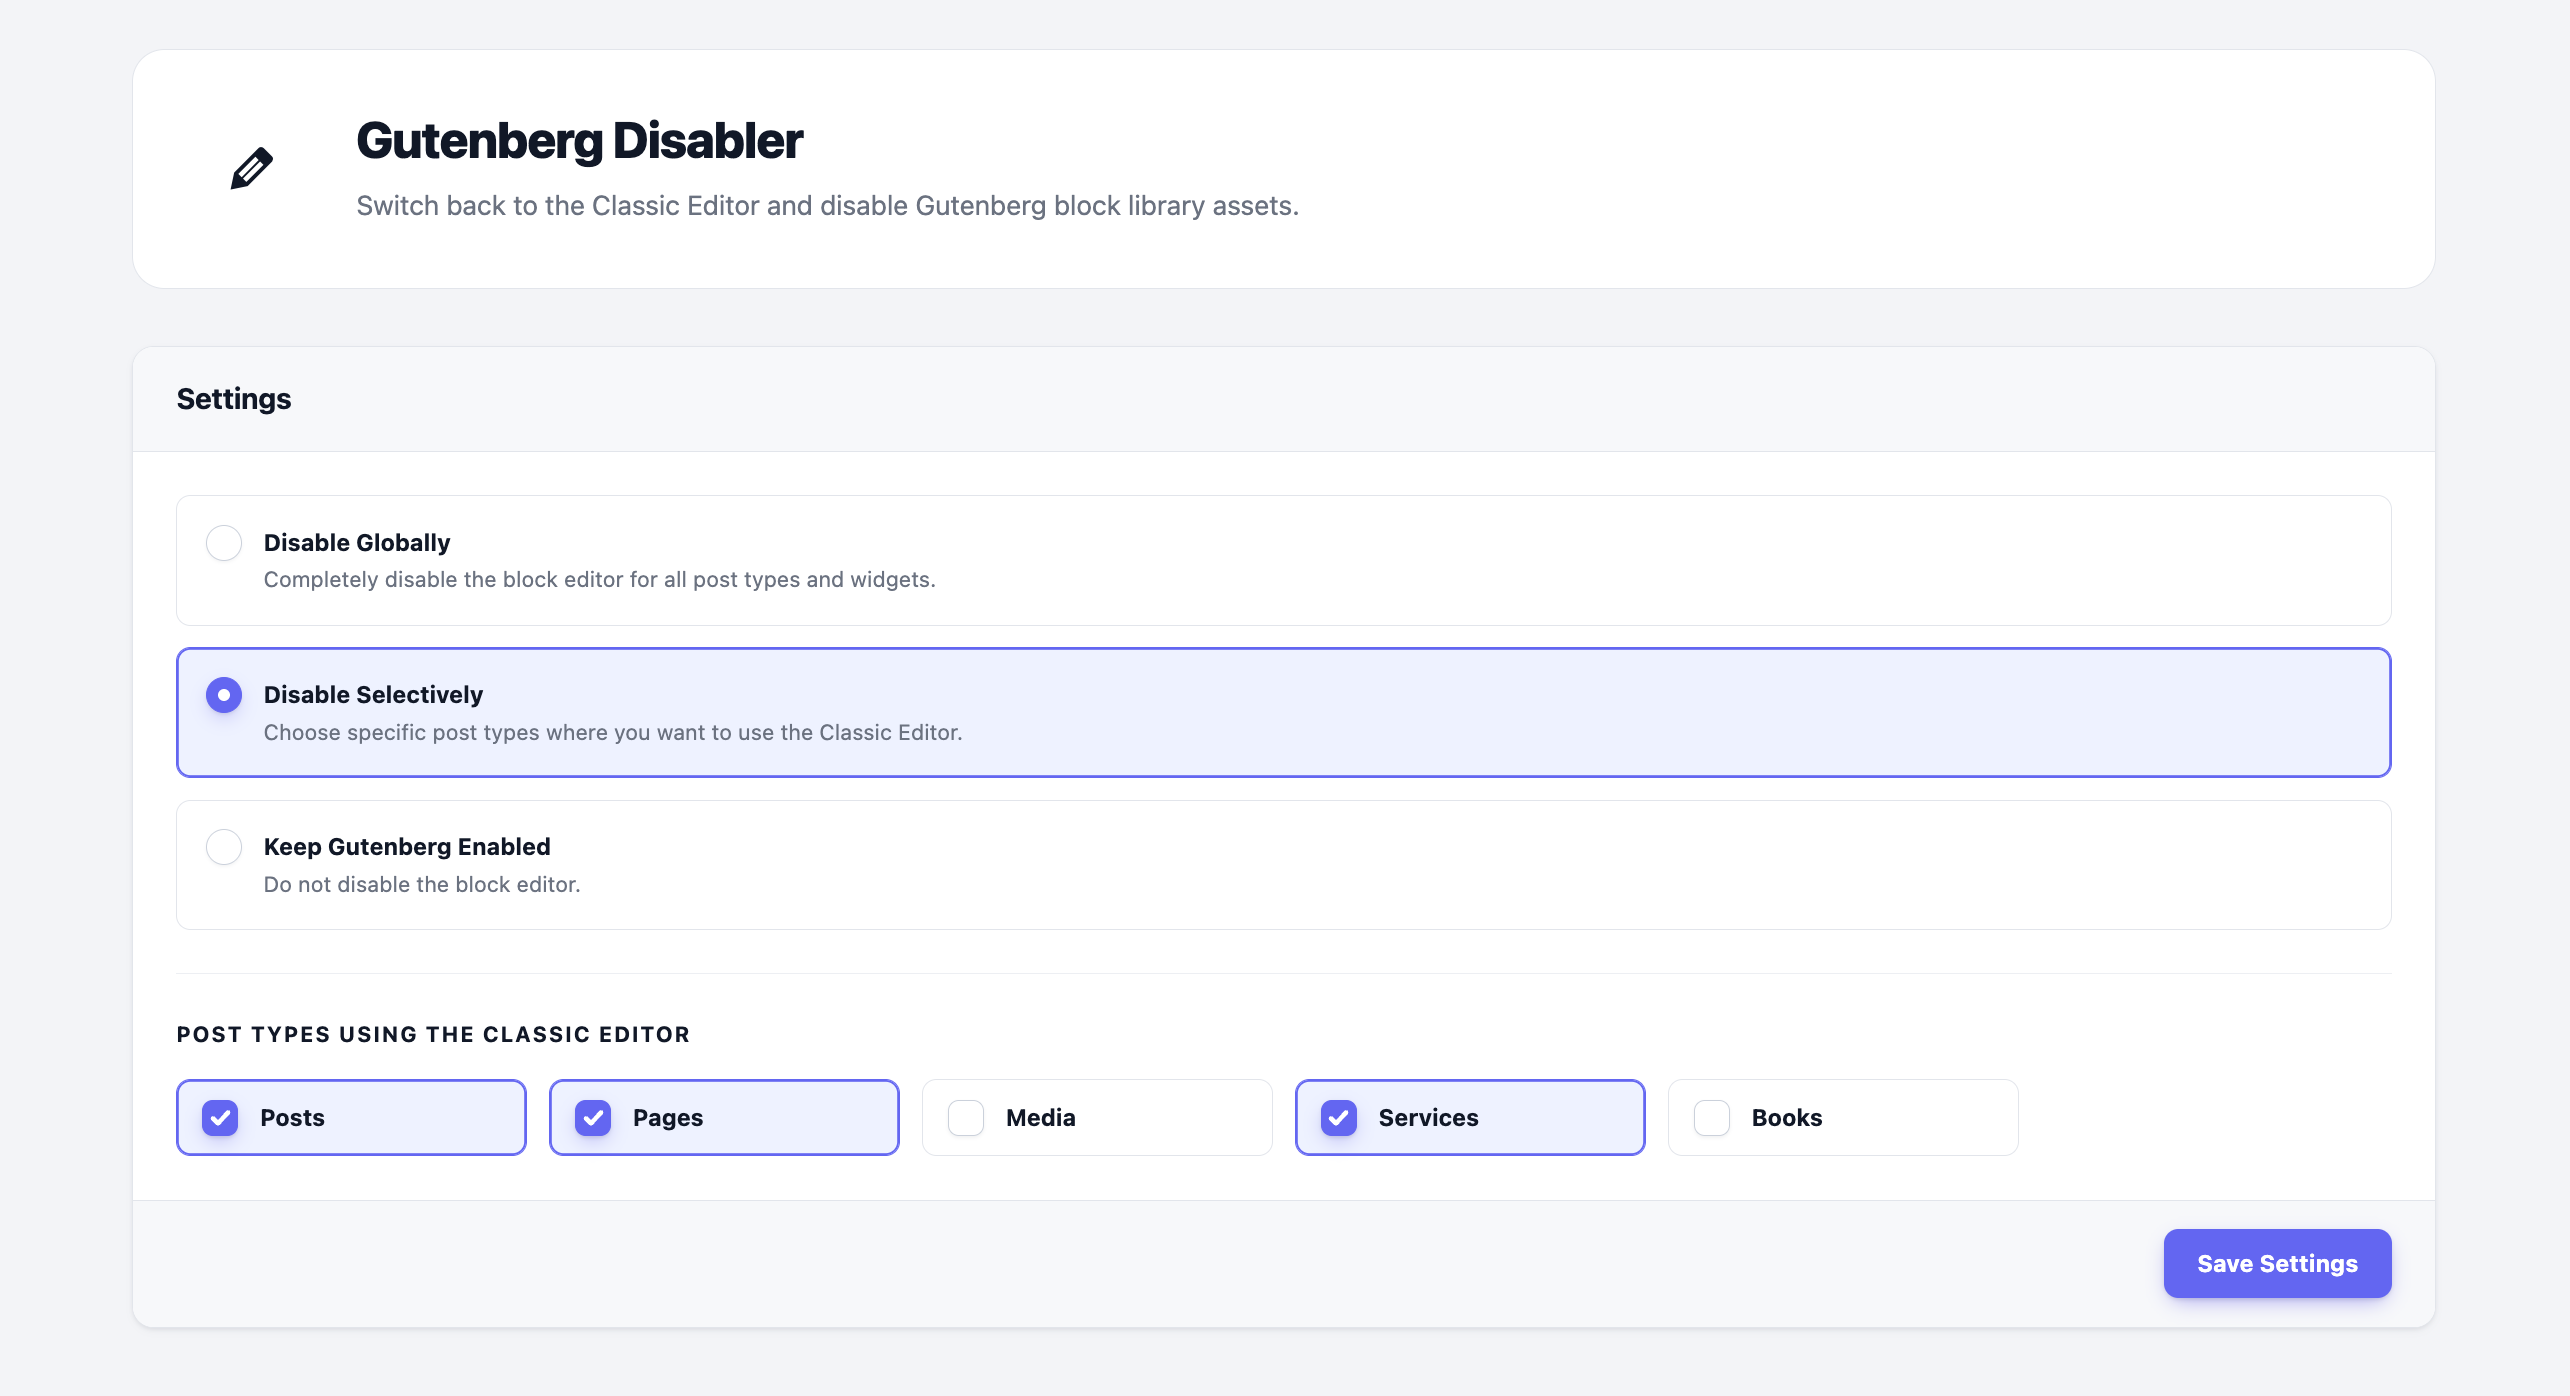 Gutenberg Disabler
Switch back to the Classic Editor and disable Gutenberg block library assets.
Settings
Disable Globally
Completely disable the block editor for all post types and widgets.
Disable Selectively
Choose specific post types where you want to use the Classic Editor.
Keep Gutenberg Enabled
Do not disable the block editor.
POST TYPES USING THE CLASSIC EDITOR
Posts
Pages
Media
Services
Books
Save Settings